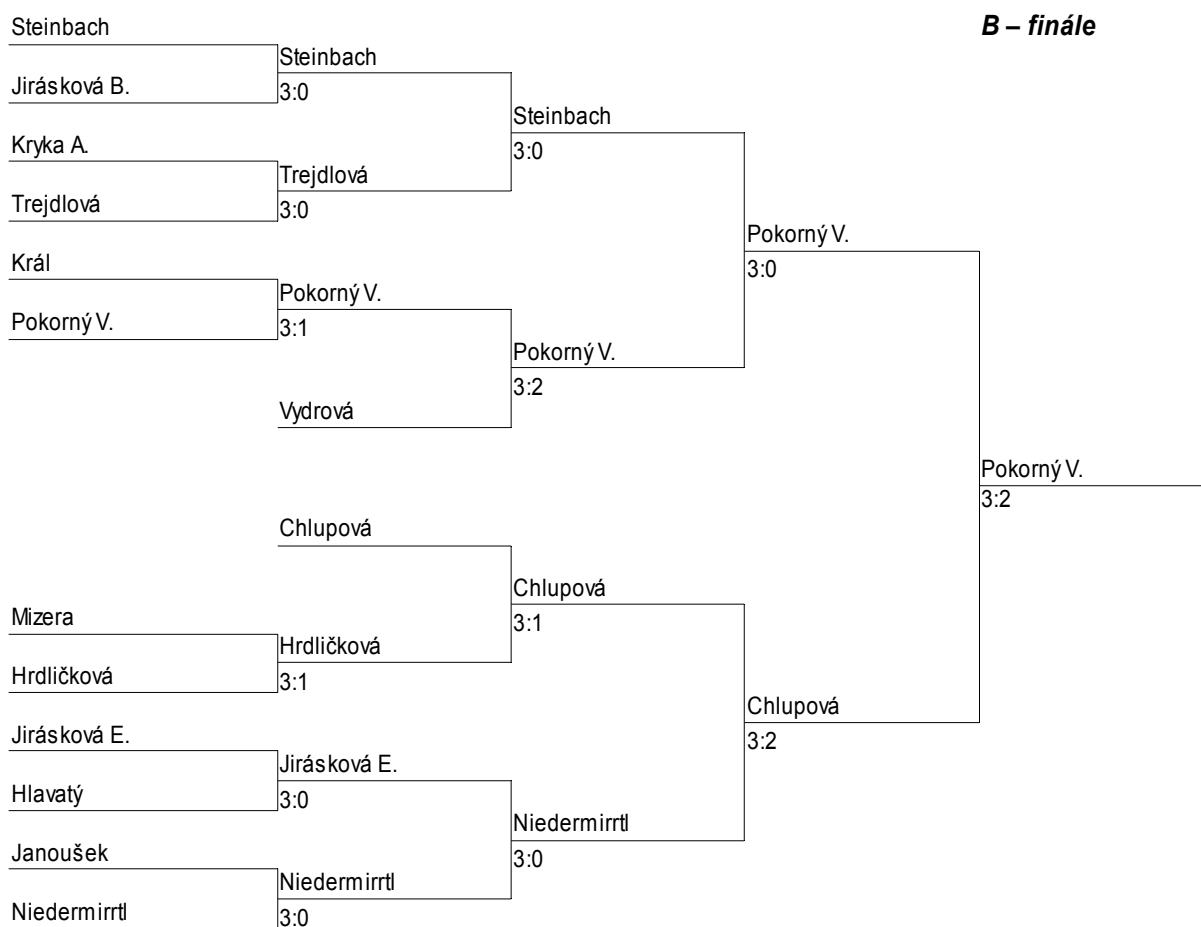 B – finále
Steinbach
Steinbach
Jirásková B.
3:0
Steinbach
Kryka A.
3:0
Trejdlová
Trejdlová
3:0
Pokorný V.
Král
3:0
Pokorný V.
Pokorný V.
3:1
Pokorný V.
3:2
Vydrová
Pokorný V.
3:2
Chlupová
Chlupová
Mizera
3:1
Hrdličková
Hrdličková
3:1
Chlupová
Jirásková E.
3:2
Jirásková E.
Hlavatý
3:0
Niedermirrtl
Janoušek
3:0
Niedermirrtl
Niedermirrtl
3:0